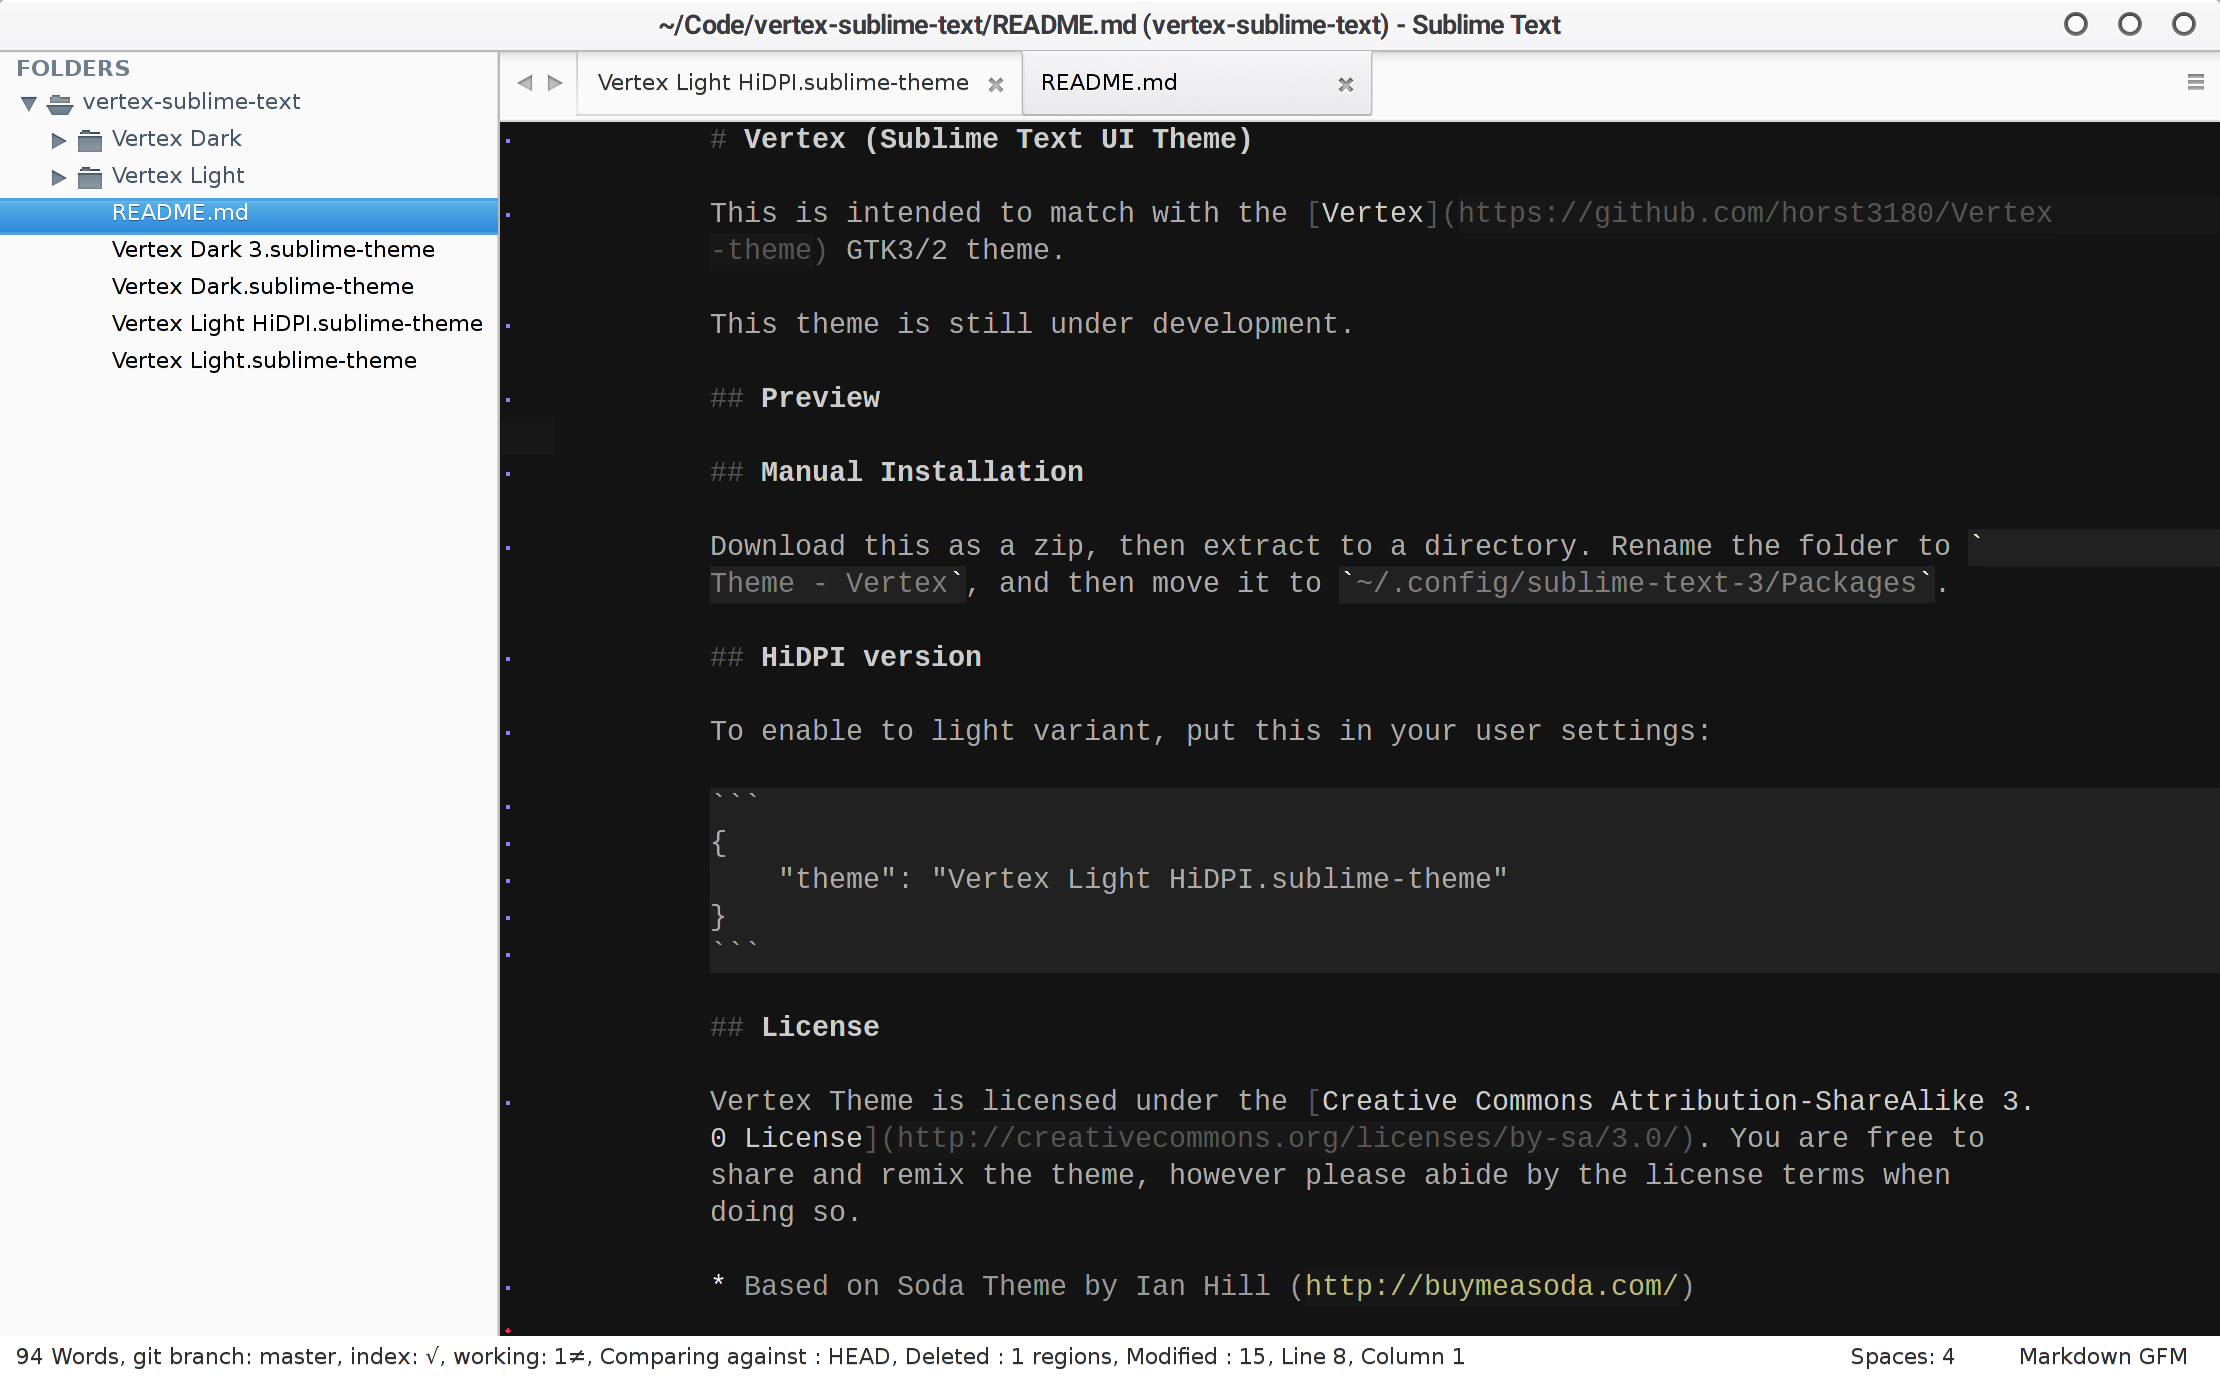 ~/Code/vertex-sublime-text/README.md (vertex-sublime-text) - Sublime Text
FOLDERS
vertex-sublime-text
Vertex Dark
Vertex Light
README.md
Vertex Dark 3.sublime-theme
Vertex Dark.sublime-theme
Vertex Light HiDPI.sublime-theme
Vertex Light.sublime-theme
Vertex Light HiDPI.sublime-theme
README.md
# Vertex (Sublime Text UI Theme)
This is intended to match with the [Vertex](https://github.com/horst3180/Vertex
-theme) GTK3/2 theme.
This theme is still under development.
## Preview
## Manual Installation
Download this as a zip, then extract to a directory. Rename the folder to `
Theme - Vertex`, and then move it to `~/.config/sublime-text-3/Packages`.
## HiDPI version
To enable to light variant, put this in your user settings:
```
{
    "theme": "Vertex Light HiDPI.sublime-theme"
}
```
## License
Vertex Theme is licensed under the [Creative Commons Attribution-ShareAlike 3.
0 License](http://creativecommons.org/licenses/by-sa/3.0/). You are free to
share and remix the theme, however please abide by the license terms when
doing so.
* Based on Soda Theme by Ian Hill (http://buymeasoda.com/)
94 Words, git branch: master, index: √, working: 1≠, Comparing against : HEAD, Deleted : 1 regions, Modified : 15, Line 8, Column 1
Spaces: 4
Markdown GFM